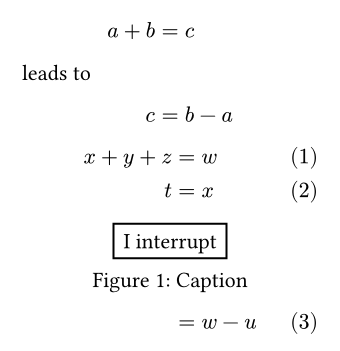 a + b = c
leads to
c = b − a
x + y + z = w (1)
t = x (2)
I interrupt
Figure 1: Caption
= w − u (3)